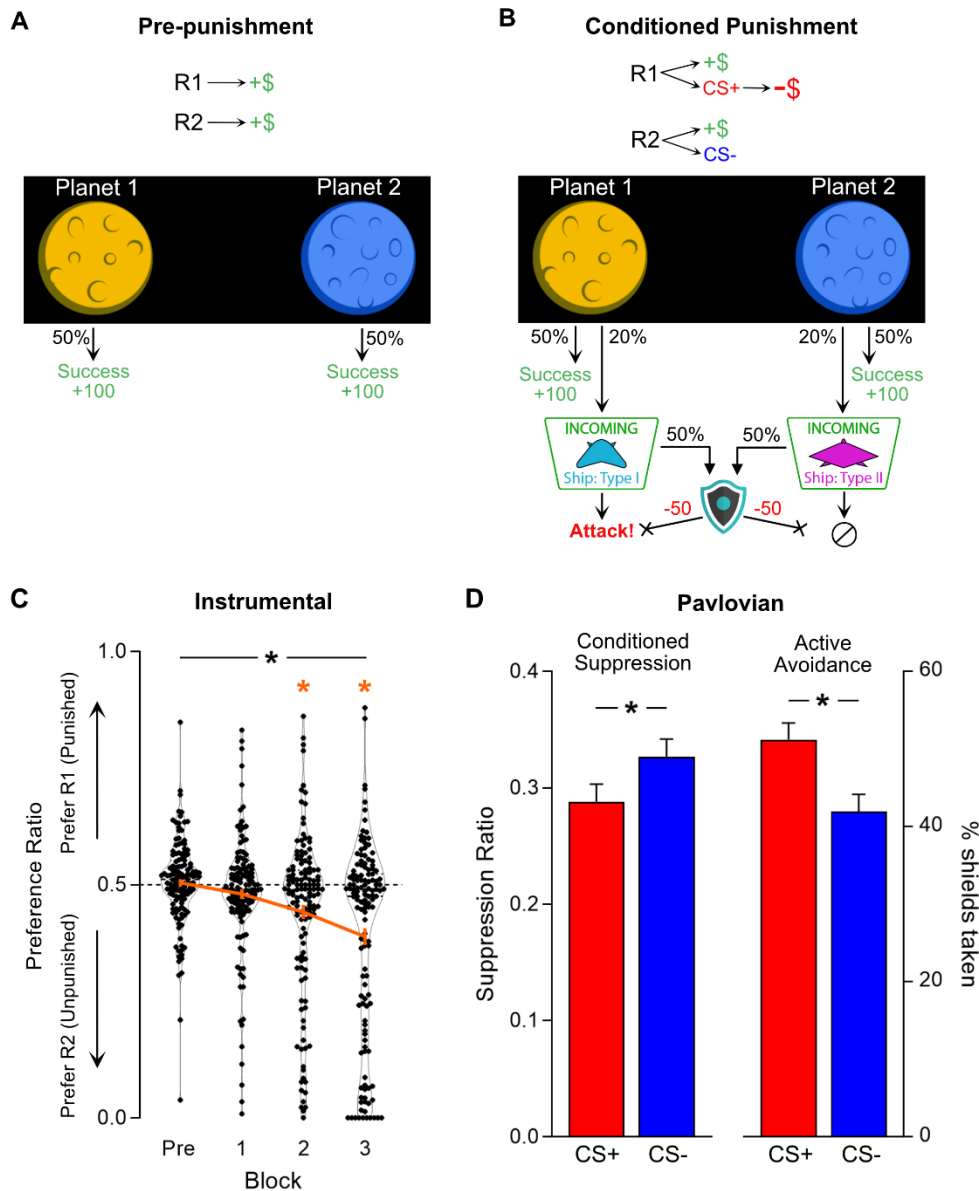 A
Pre-punishment
R1 → +$
R2 → +$
Planet 1
Planet 2
50%
50%
Success
+100
Success
+100
B
Conditioned Punishment
R1
+$
CS+ → -$
R2
+$
CS-
Planet 1
Planet 2
50%
20%
20%
50%
Success
+100
Success
+100
INCOMING
Ship: Type I
50%
50%
INCOMING
Ship: Type II
-50
-50
Attack!
C
Instrumental
Preference Ratio
Prefer R1 (Punished)
Prefer R2 (Unpunished)
1.0
0.5
0.0
*
*
*
Pre
1
2
3
Block
D
Pavlovian
Conditioned
Suppression
Active
Avoidance
Suppression Ratio
0.4
0.3
0.2
0.1
0.0
*
*
60
40
20
0
% shields taken
CS+
CS-
CS+
CS-